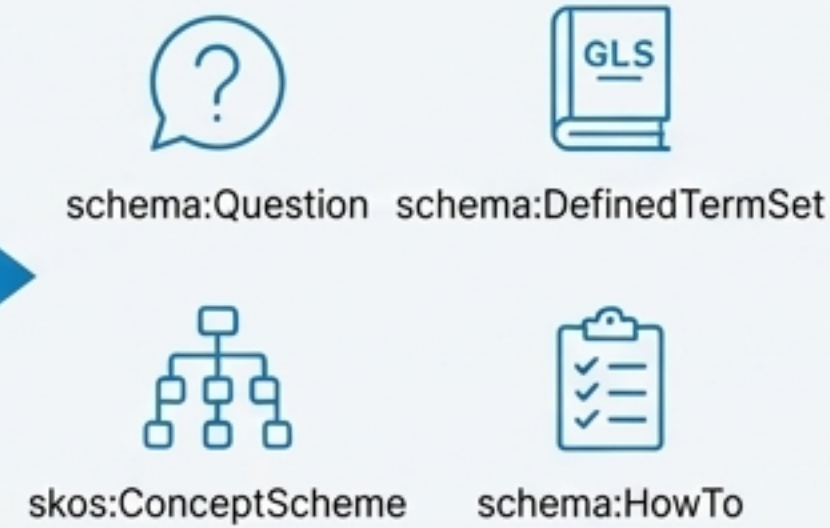 ?
GLS
schema:Question
schema:DefinedTermSet
skos:ConceptScheme
schema:HowTo